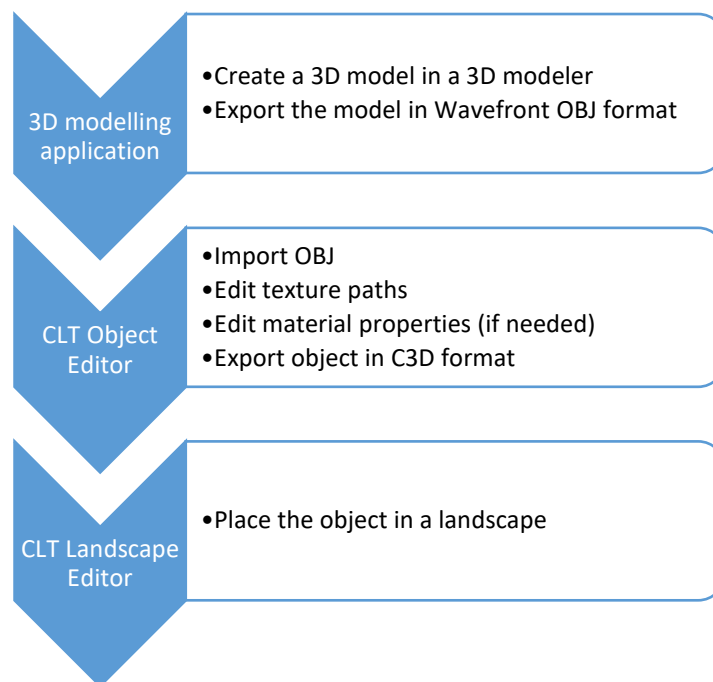 3D modelling
application
•Create a 3D model in a 3D modeler
•Export the model in Wavefront OBJ format
CLT Object
Editor
•Import OBJ
•Edit texture paths
•Edit material properties (if needed)
•Export object in C3D format
CLT Landscape
Editor
•Place the object in a landscape